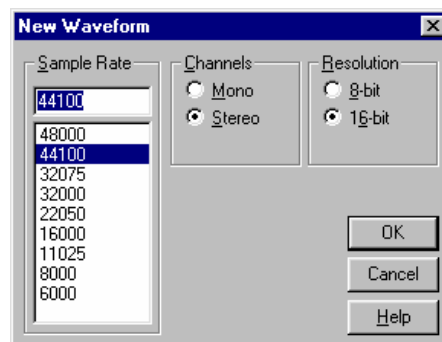 New Waveform
Sample Rate
44100
48000
44100
32075
32000
22050
16000
11025
8000
6000
Channels
Mono
Stereo
Resolution
8-bit
16-bit
OK
Cancel
Help